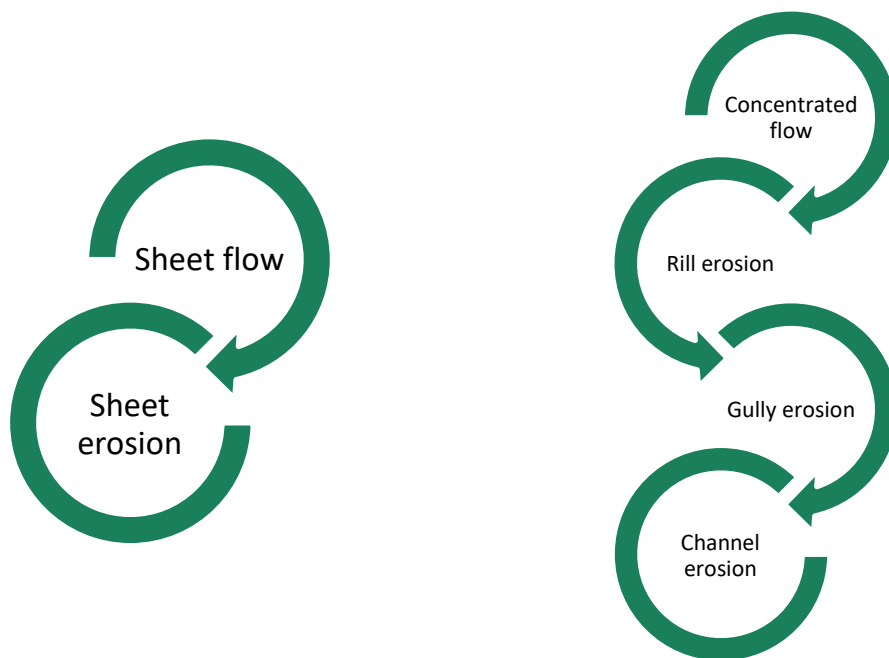 Sheet flow
Sheet
erosion
Concentrated
flow
Rill erosion
Gully erosion
Channel
erosion